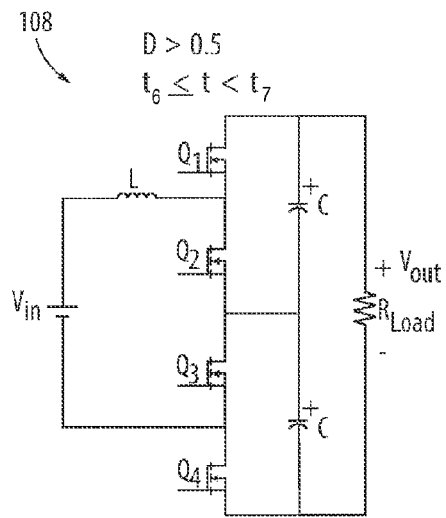 108
D > 0.5
t6 ≤ t < t7
Q1
L
+
C
Q2
+ Vout
Vin
RLoad
-
Q3
+
C
Q4